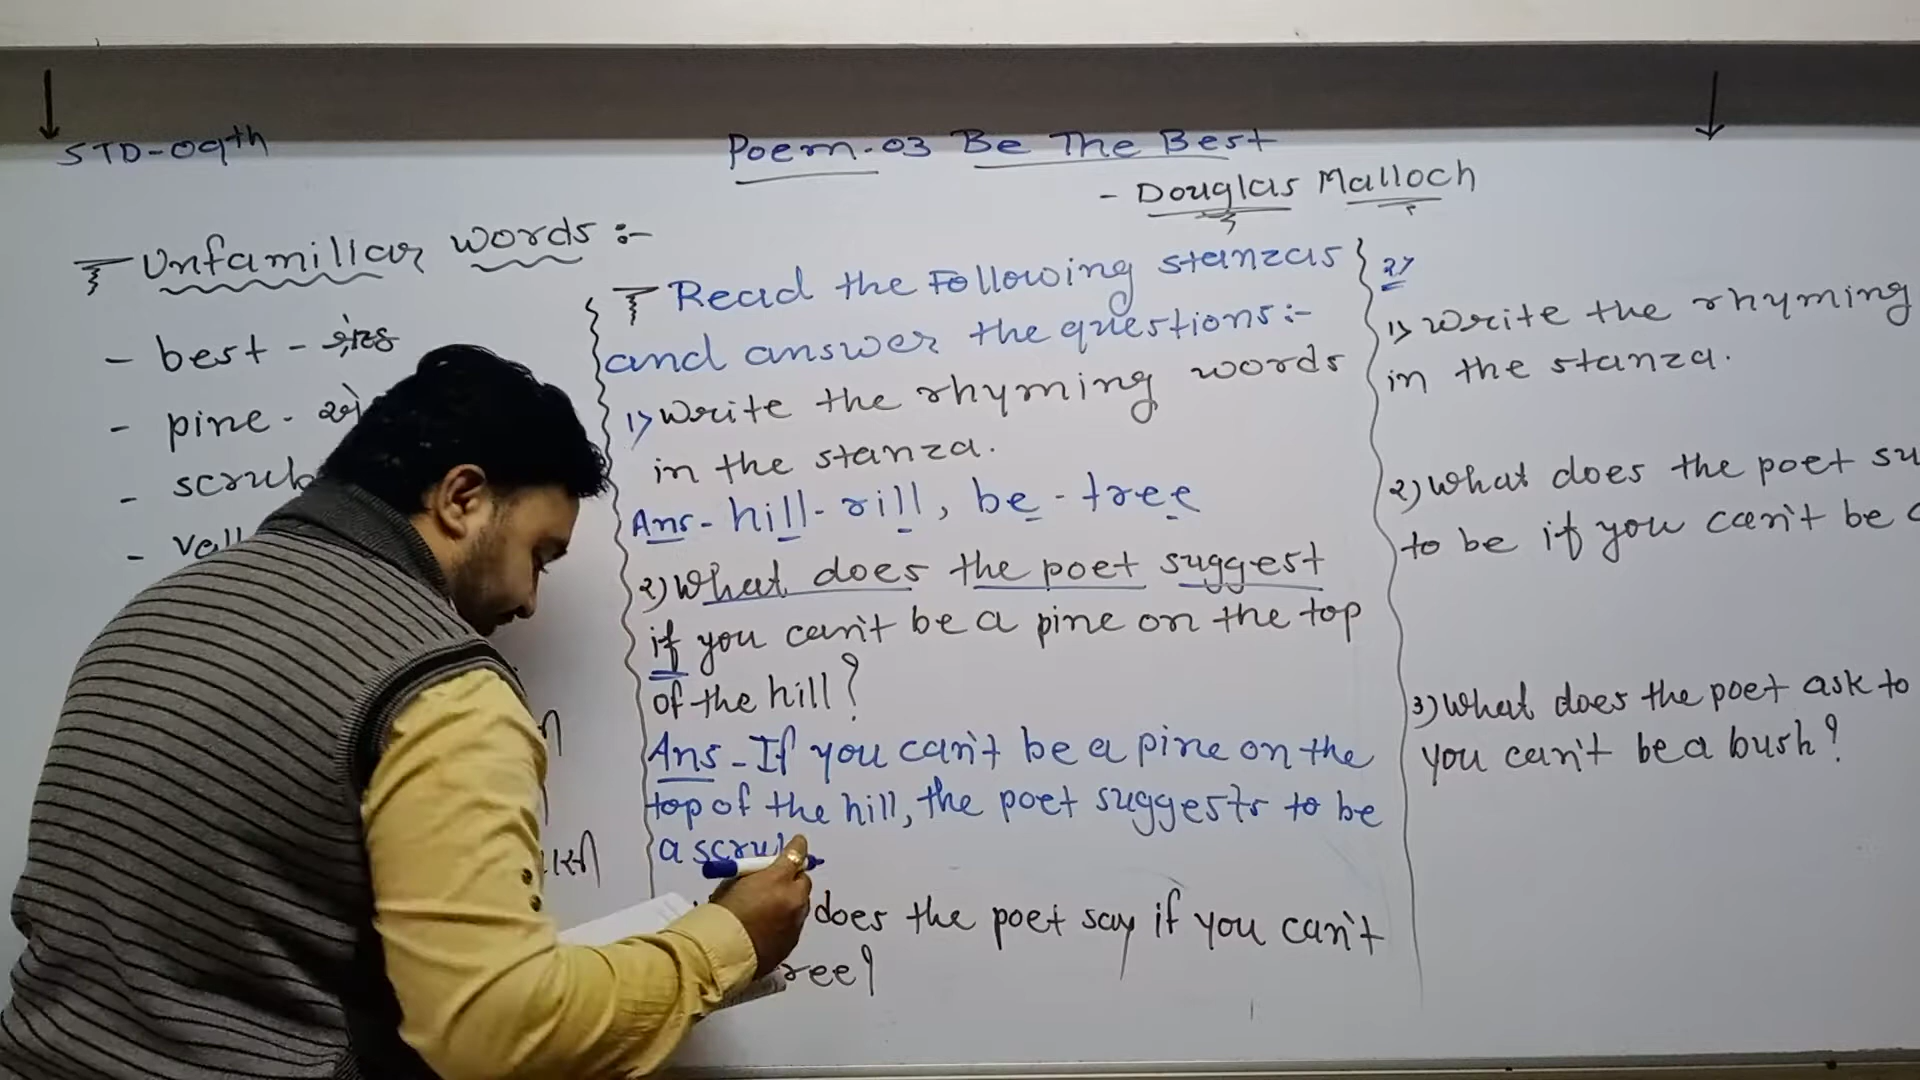 STD-09th
Poem-03 Be The Best
- Douglas Malloch
Unfamiliar words :-
- best - શ્રેષ્ઠ
- pine -
- scrub
-
Read the Following stanzas
and answer the questions:-
1) Write the rhyming words
in the stanza.
Ans- hill-rill, be-tree
2) What does the poet suggest
if you can't be a pine on the top
of the hill?
Ans-If you can't be a pine on the
top of the hill, the poet suggests to be
a
does the poet say if you can't
2)
1) Write the rhyming
in the stanza.
2) What does the poet
to be if you can't be
3) What does the poet ask to
you can't be a bush?